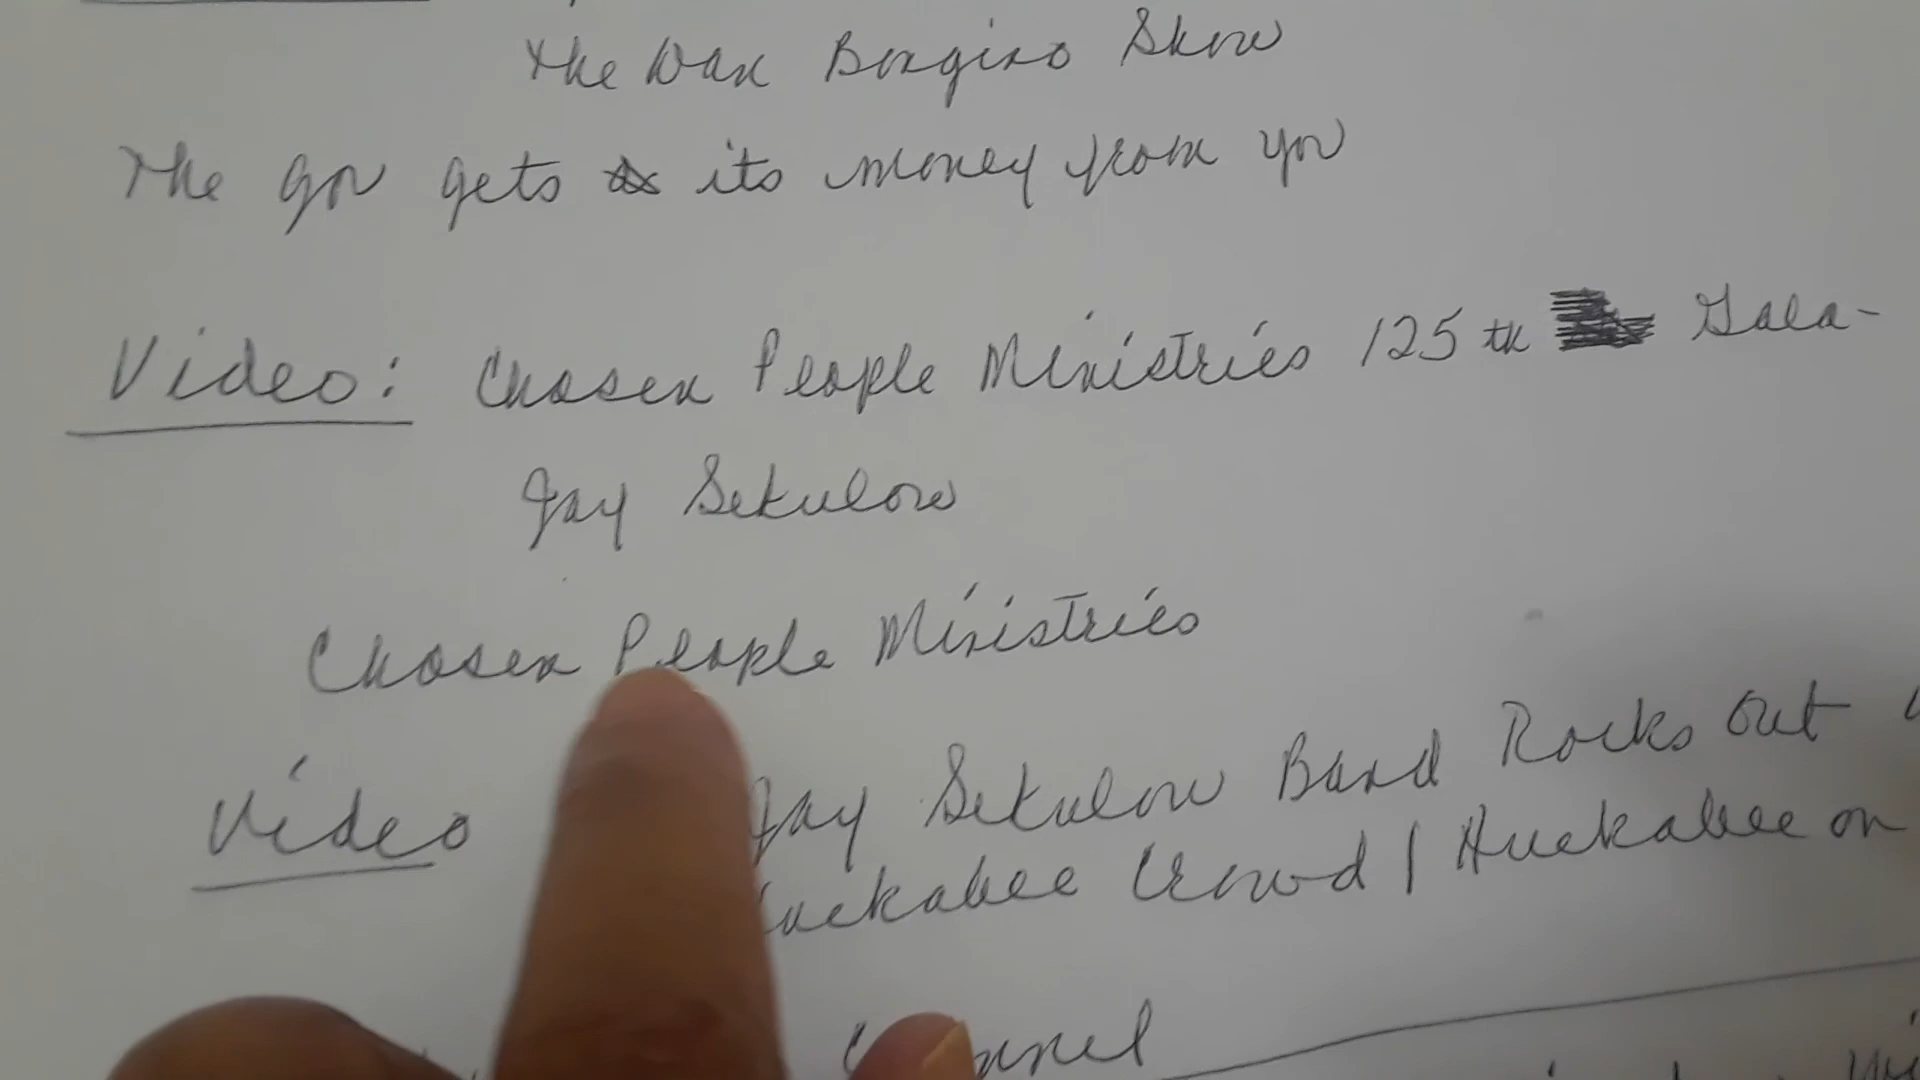 The Dan Bongino Show
The gov gets its money from you
Video: Chosen People Ministries 125th Gala-
Jay Sekulow
Chosen People Ministries
Video Jay Sekulow Band Rocks Out
uckabee Crowd | Huckabee on